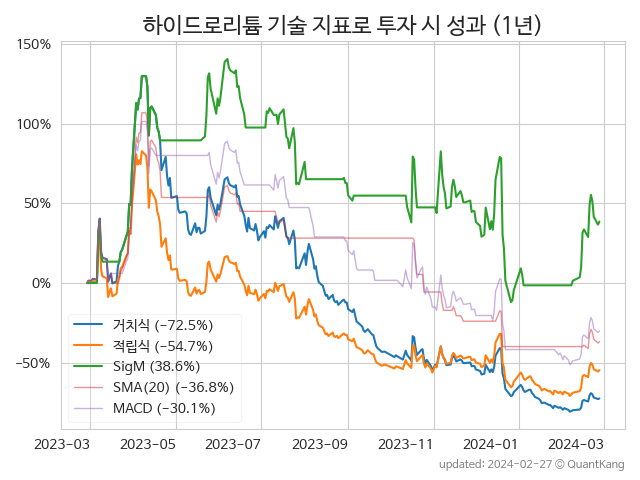 하이드로리튬 기술 지표로 투자 시 성과 (1년)
150%
100%
50%
0%
−50%
거치식 (−72.5%)
적립식 (−54.7%)
SigM (38.6%)
SMA(20) (−36.8%)
MACD (−30.1%)
2023−03 2023−05 2023−07 2023−09 2023−11 2024−01 2024−03
updated: 2024−02−27 © QuantKang